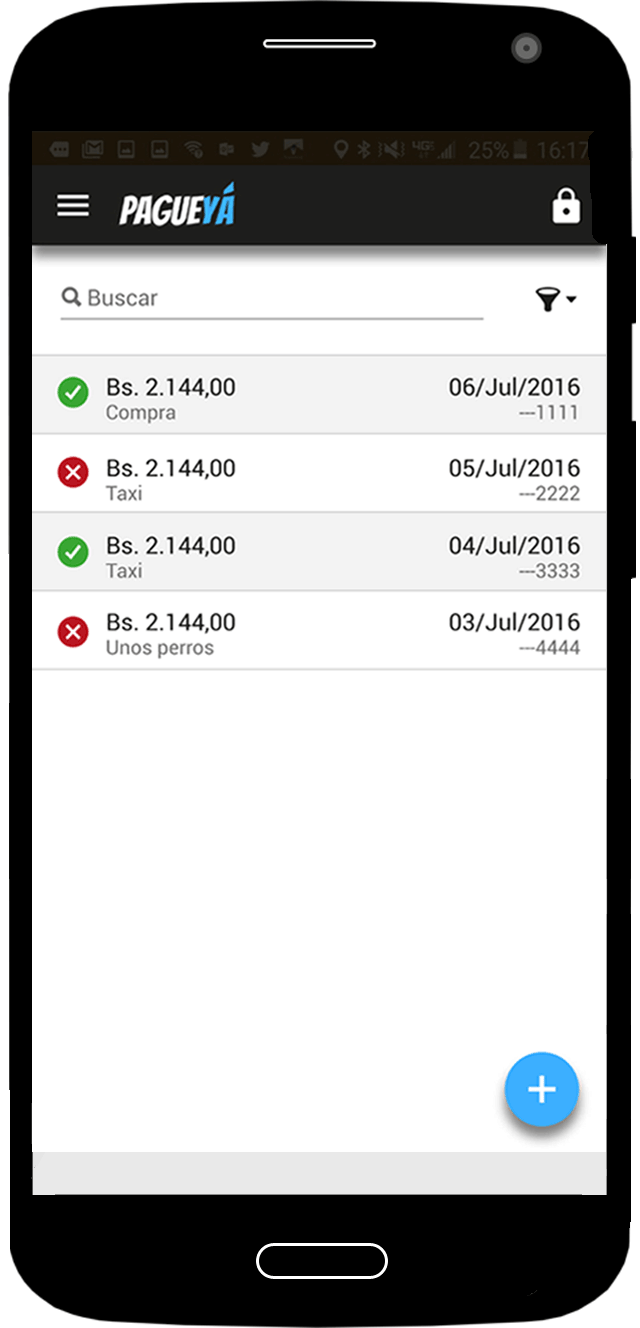 25% 16:17
PAGUEYÁ
Buscar
Bs. 2.144,00 06/Jul/2016
Compra ---1111
Bs. 2.144,00 05/Jul/2016
Taxi ---2222
Bs. 2.144,00 04/Jul/2016
Taxi ---3333
Bs. 2.144,00 03/Jul/2016
Unos perros ---4444